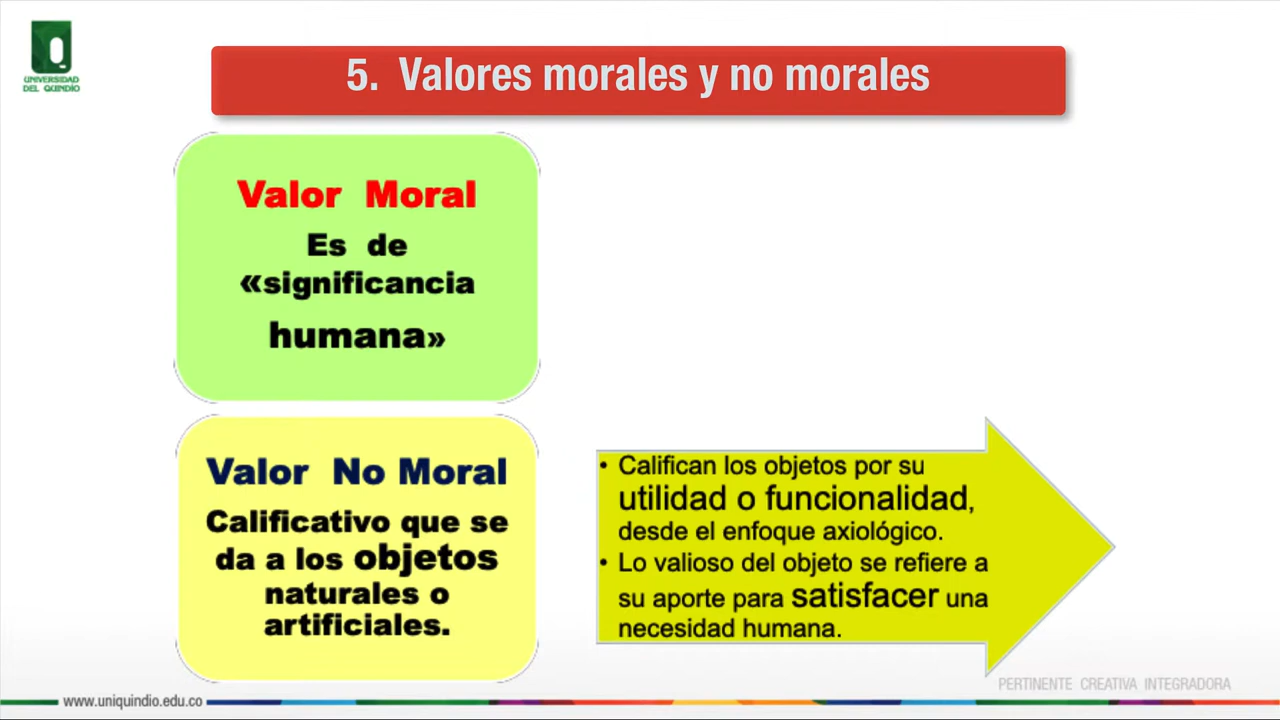 UNIVERSIDAD
DEL QUINDÍO
5. Valores morales y no morales
Valor Moral
Es de
«significancia
humana»
Valor No Moral
Calificativo que se
da a los objetos
naturales o
artificiales.
• Califican los objetos por su
utilidad o funcionalidad,
desde el enfoque axiológico.
• Lo valioso del objeto se refiere a
su aporte para satisfacer una
necesidad humana.
PERTINENTE CREATIVA INTEGRADORA
www.uniquindio.edu.co